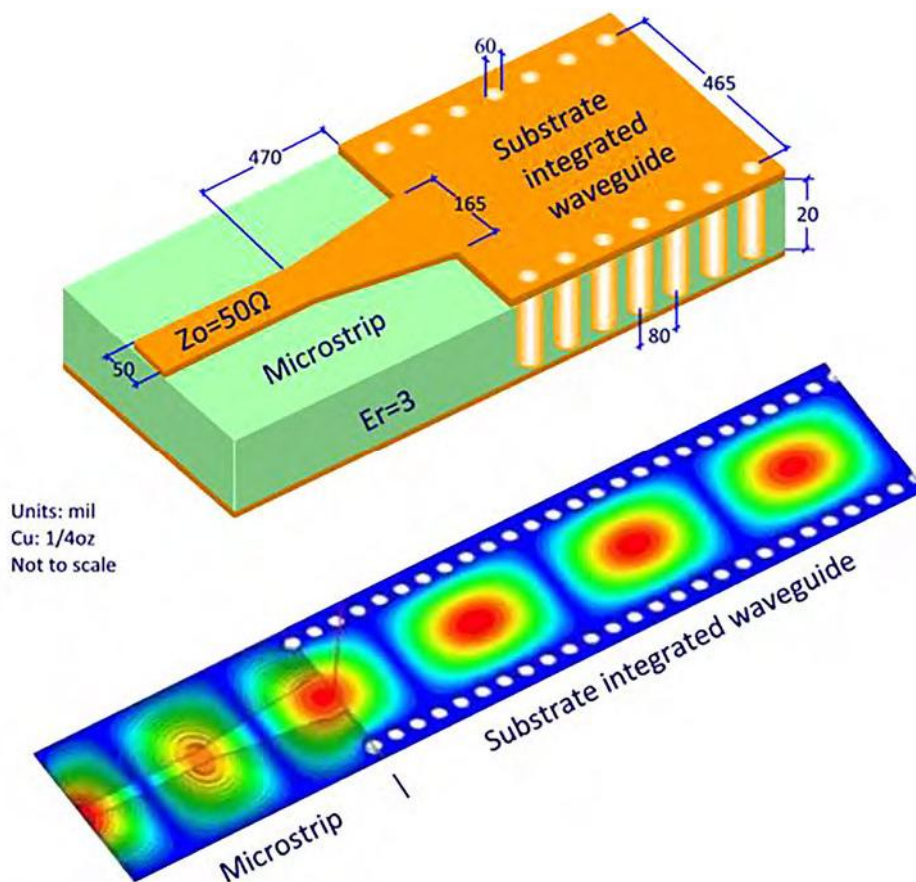 60
465
Substrate
integrated
waveguide
470
165
20
Zo=50Ω
Microstrip
50
80
Er=3
Units: mil
Cu: 1/4oz
Not to scale
Substrate integrated waveguide
Microstrip |